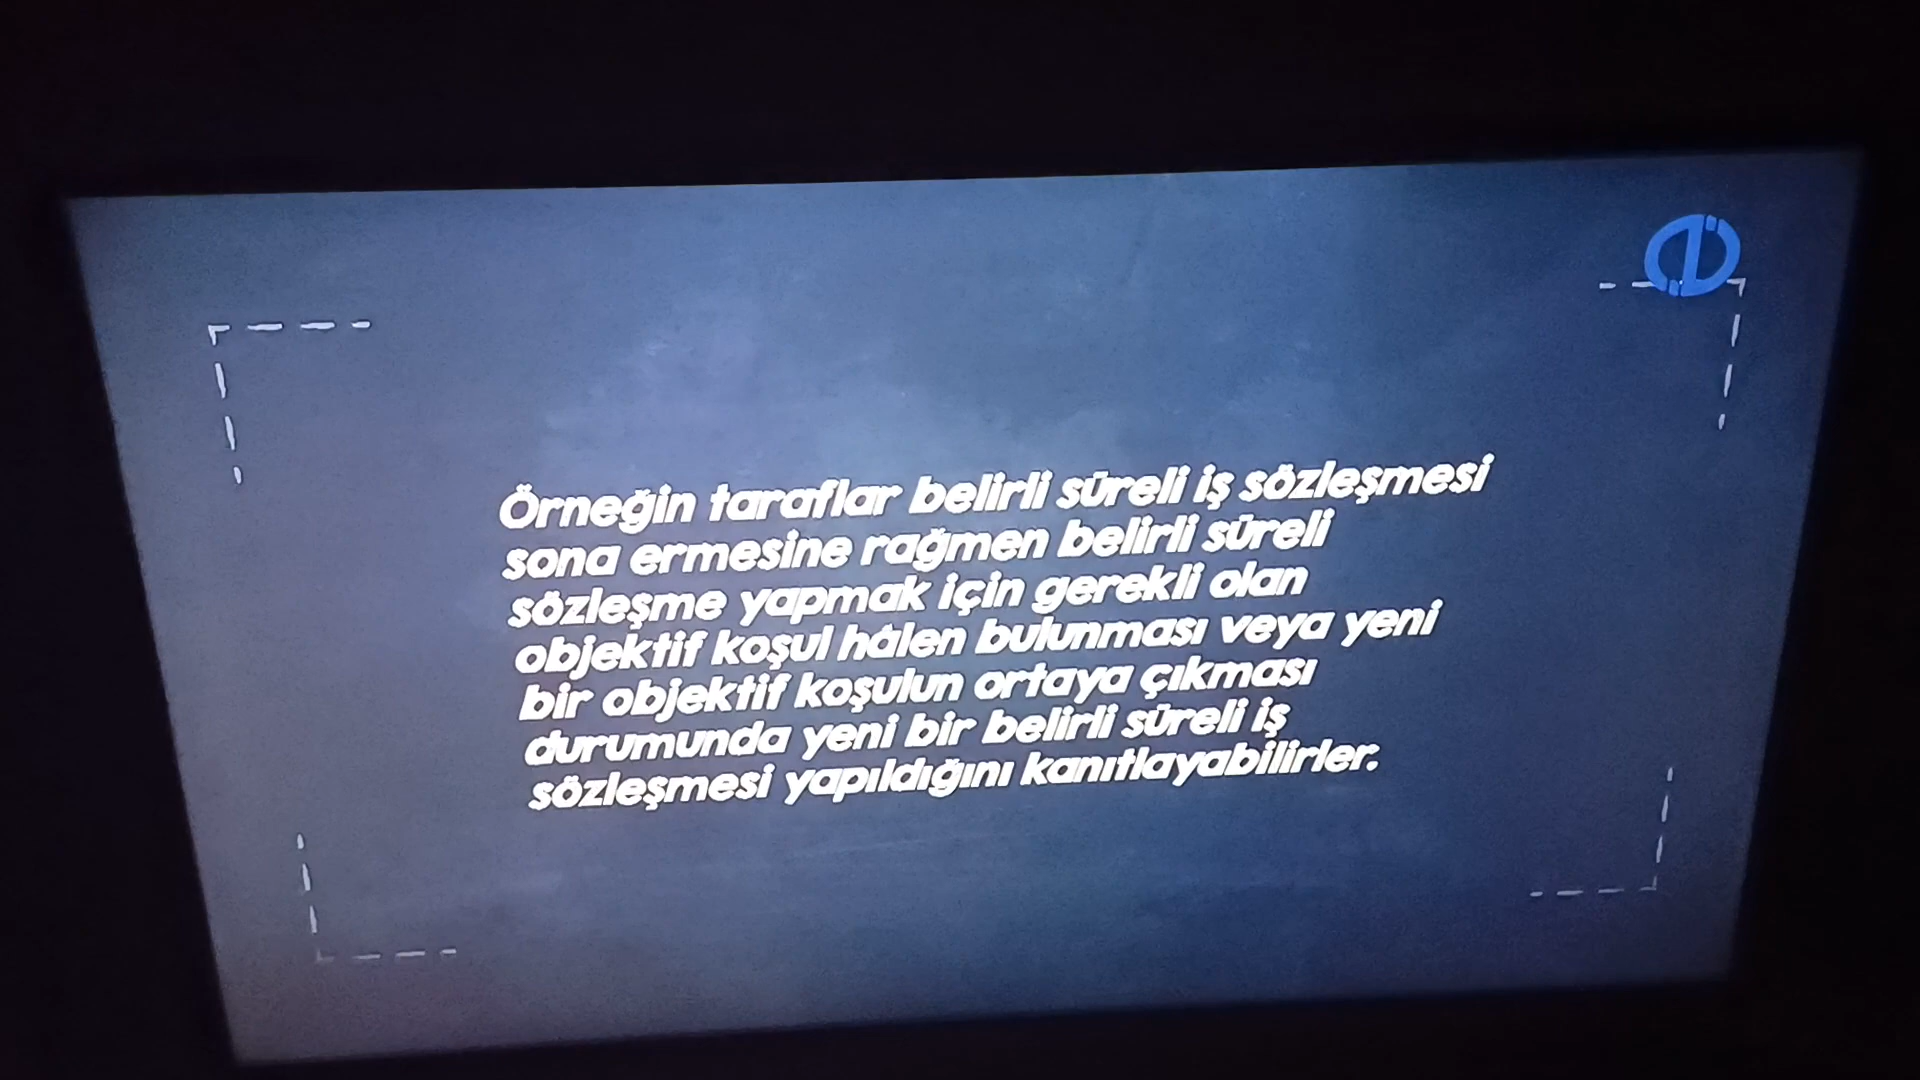 Örneğin taraflar belirli süreli iş sözleşmesi
sona ermesine rağmen belirli süreli
sözleşme yapmak için gerekli olan
objektif koşul hâlen bulunması veya yeni
bir objektif koşulun ortaya çıkması
durumunda yeni bir belirli süreli iş
sözleşmesi yapıldığını kanıtlayabilirler.